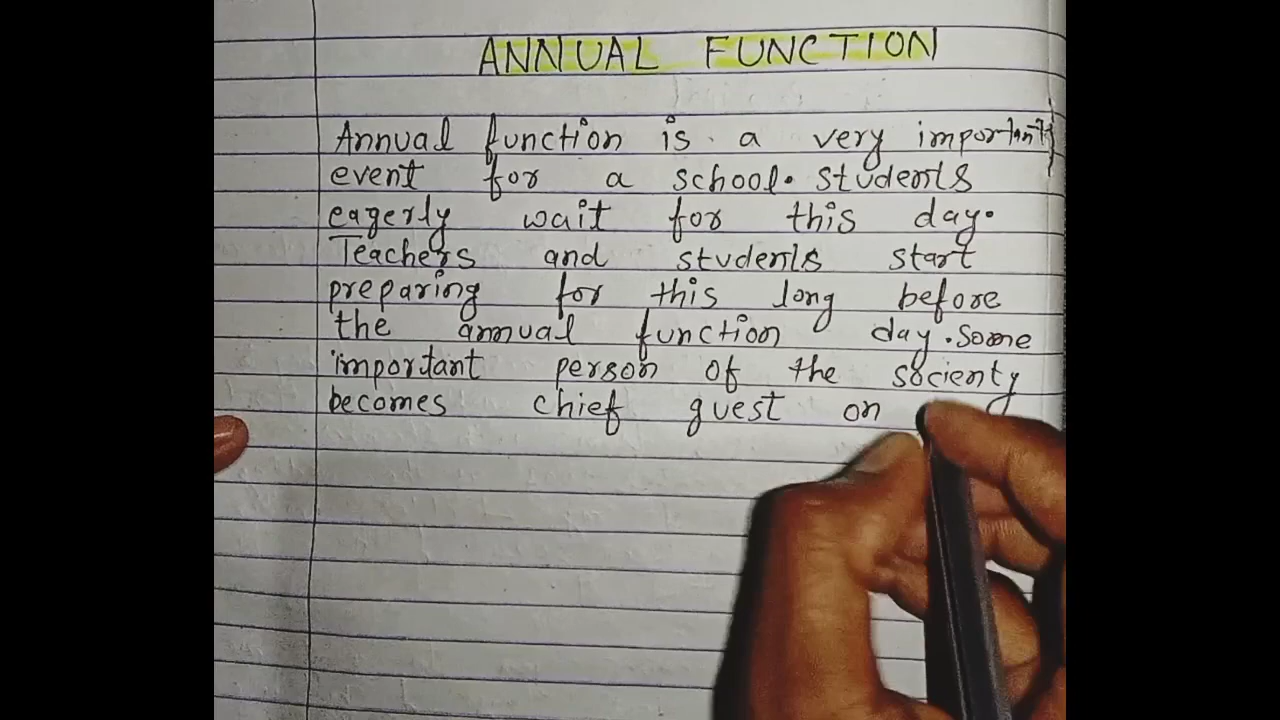 ANNUAL FUNCTION
Annual function is a very important
event for a school. students
eagerly wait for this day.
Teachers and students start
preparing for this long before
the annual function day. Some
important person of the socienty
becomes chief guest on